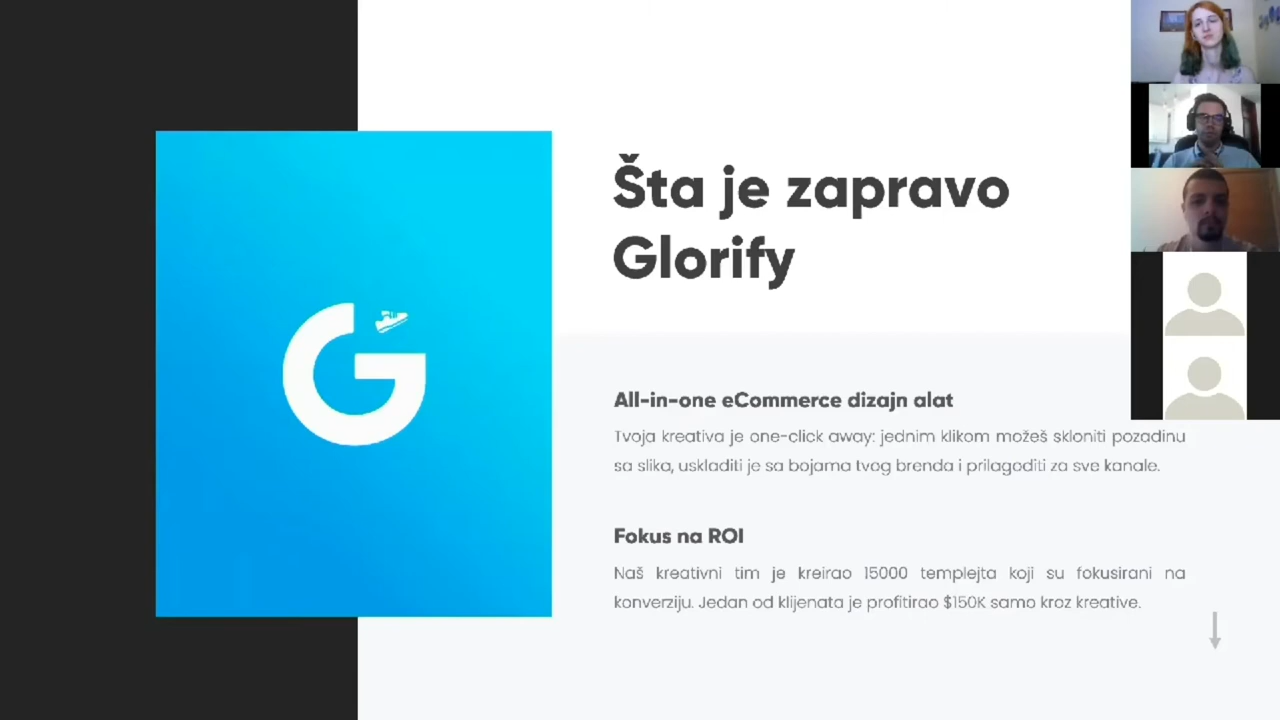 Šta je zapravo
Glorify
All-in-one eCommerce dizajn alat
Tvoja kreativa je one-click away: jednim klikom možeš skloniti pozadinu
sa slika, uskladiti je sa bojama tvog brenda i prilagoditi za sve kanale.
Fokus na ROI
Naš kreativni tim je kreirao 15000 templejta koji su fokusirani na
konverziju. Jedan od klijenata je profitirao $150K samo kroz kreative.